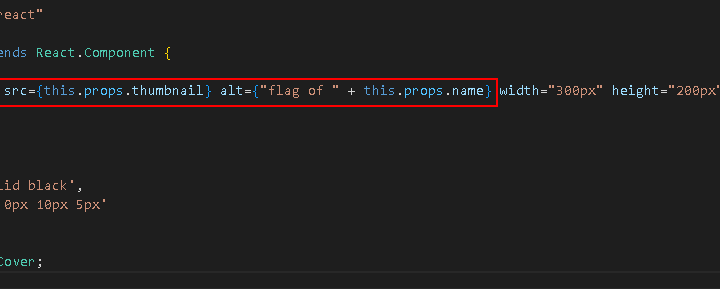 react"
ends React.Component {
src={this.props.thumbnail} alt={"flag of " + this.props.name} width="300px" height="200px"
lid black',
0px 10px 5px'
Cover;